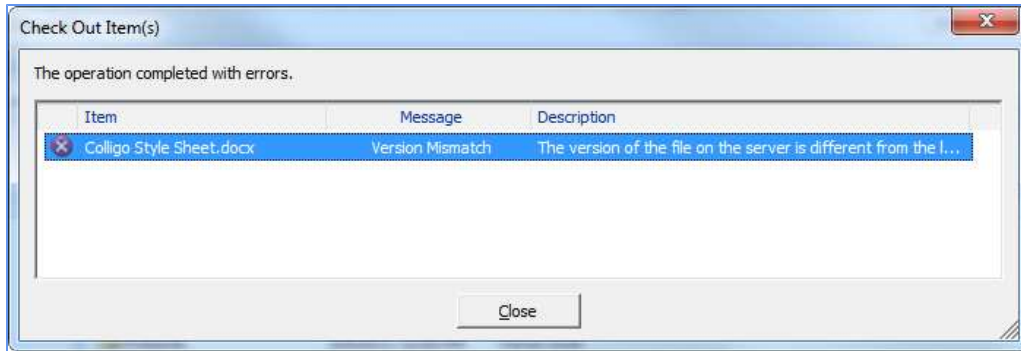 Check Out Item(s)
The operation completed with errors.
Item Message Description
Colligo Style Sheet.docx Version Mismatch The version of the file on the server is different from the l...
Close